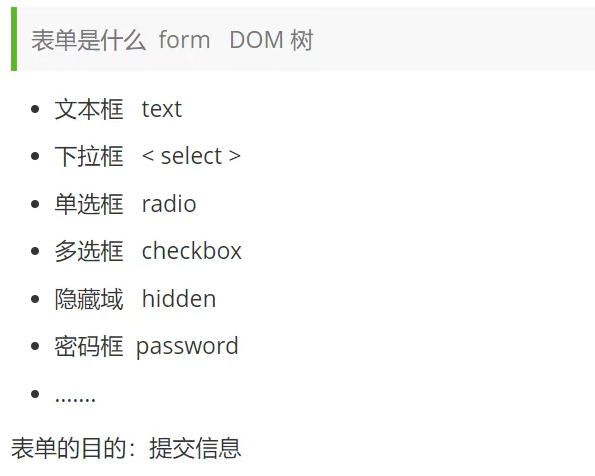 表单是什么 form DOM 树
文本框 text
下拉框 < select >
单选框 radio
多选框 checkbox
隐藏域 hidden
密码框 password
.......
表单的目的：提交信息